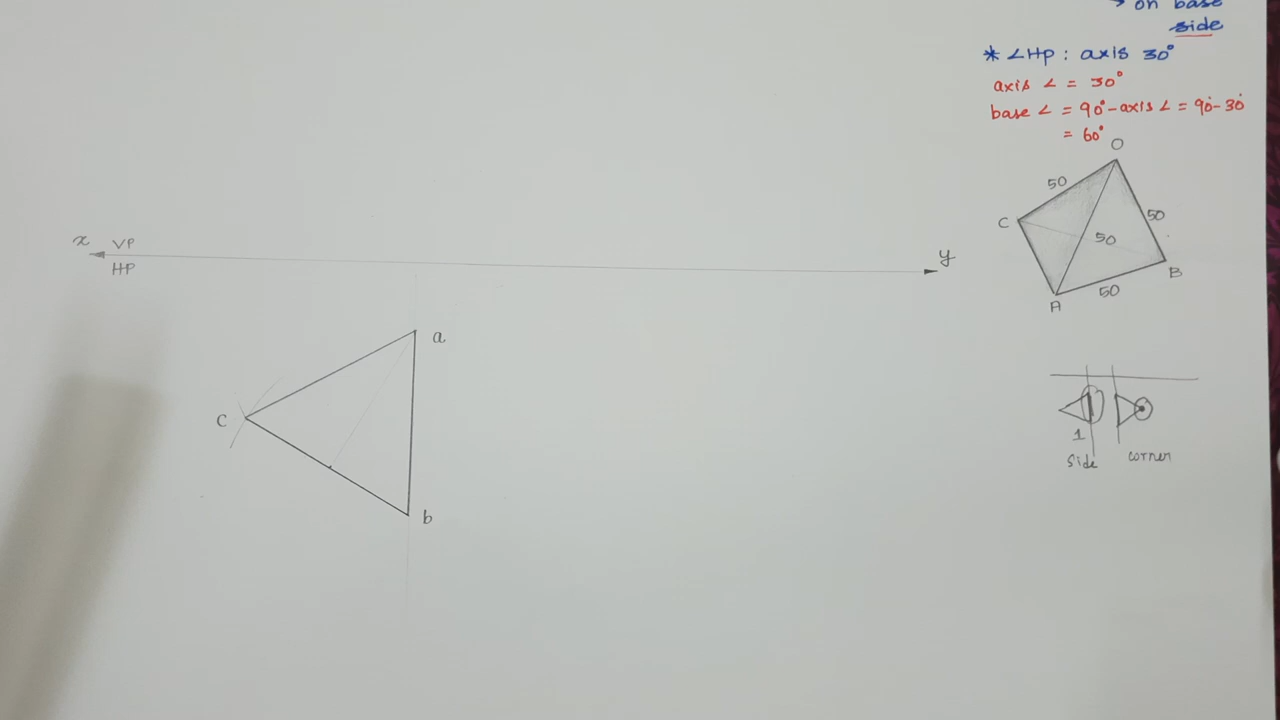 → on base
side
* ∠HP : axis 30°
axis ∠ = 30°
base ∠ = 90° - axis ∠ = 90° - 30°
= 60°
O
50
C
50
50
B
50
A
x
VP
HP
y
a
c
b
1
side
corner